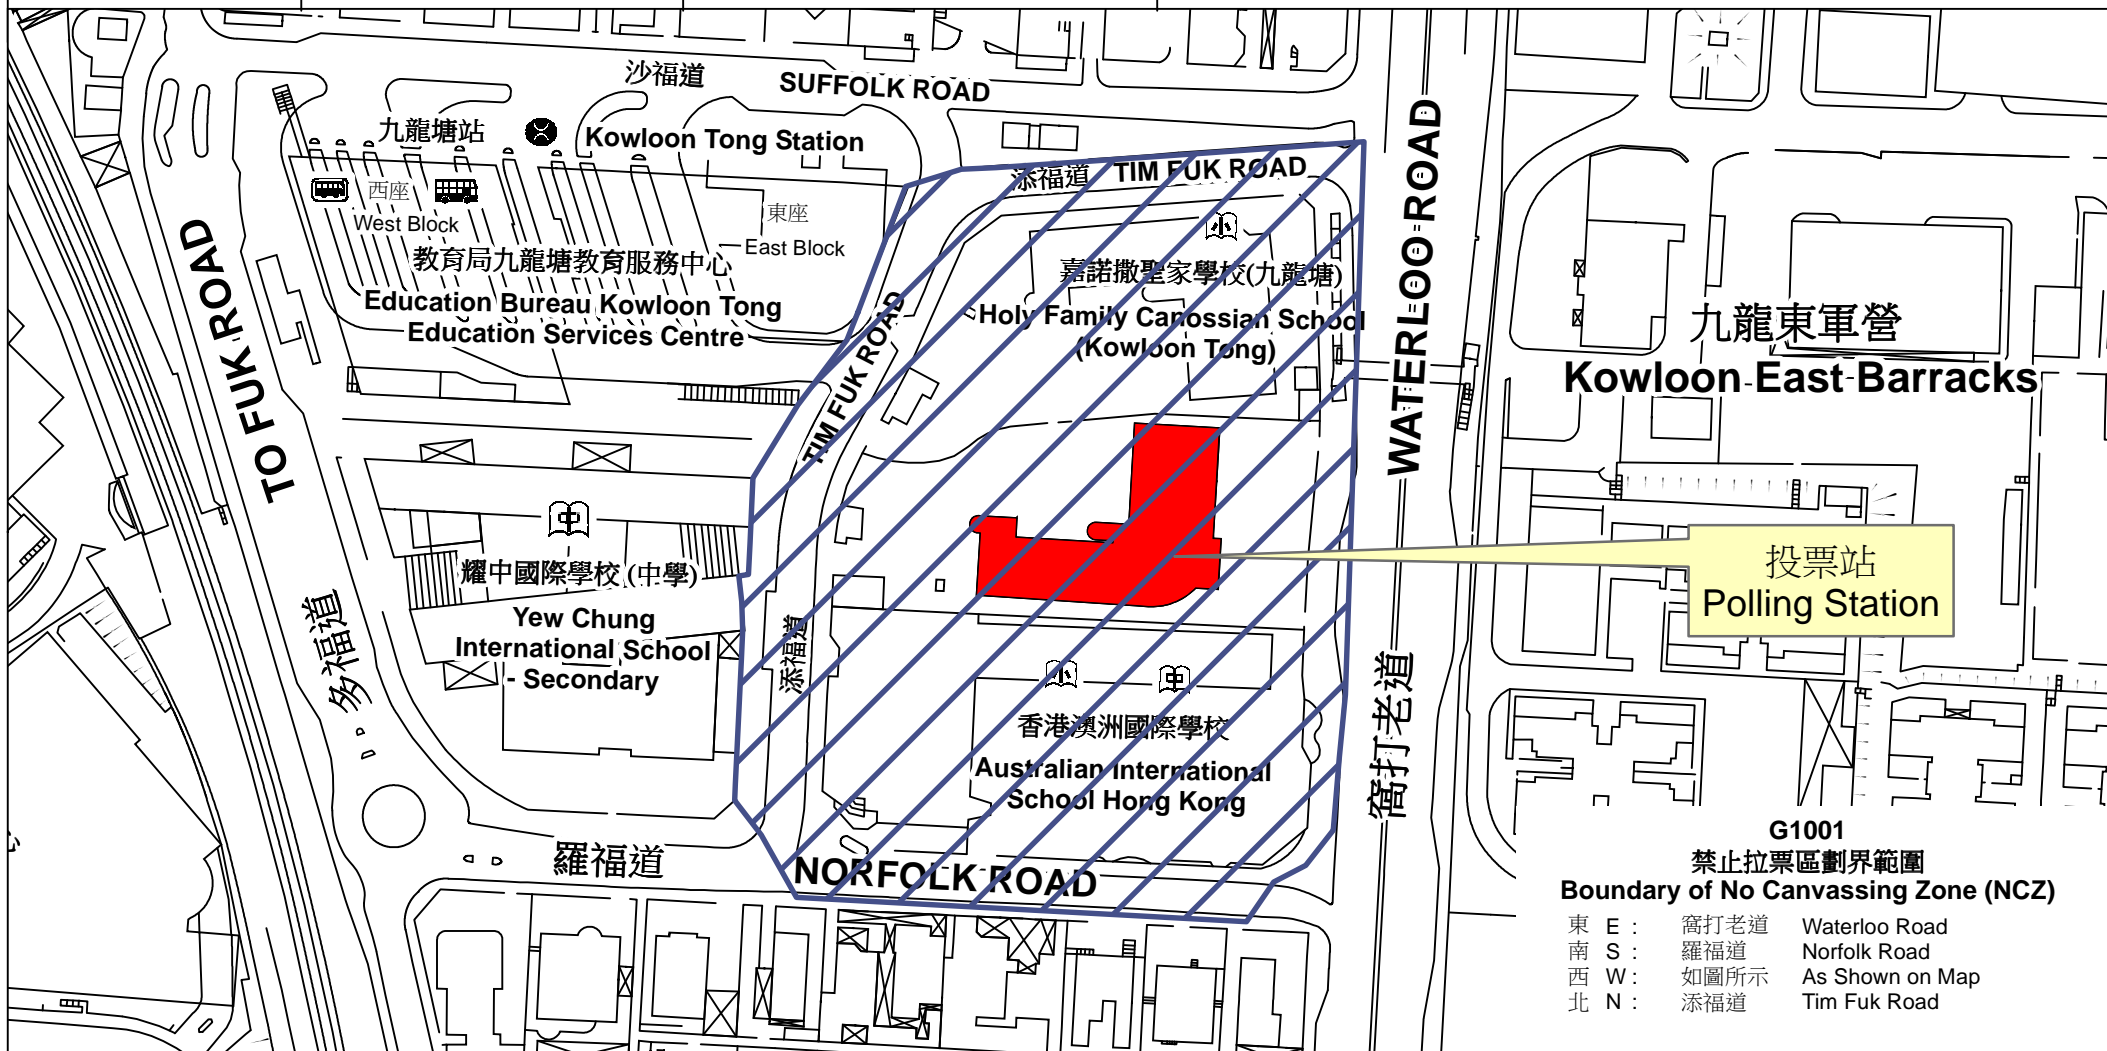 沙福道
SUFFOLK ROAD
九龍塘站
Kowloon Tong Station
西座
West Block
東座
East Block
教育局九龍塘教育服務中心
Education Bureau Kowloon Tong
Education Services Centre
TO FUK ROAD
多福道
添福道
TIM FUK ROAD
小
嘉諾撒聖家學校(九龍塘)
Holy Family Canossian School
(Kowloon Tong)
TIM FUK ROAD
添福道
WATERLOO ROAD
窩打老道
九龍東軍營
Kowloon East Barracks
中
耀中國際學校(中學)
Yew Chung
International School
- Secondary
投票站
Polling Station
小
中
香港澳洲國際學校
Australian International
School Hong Kong
羅福道
NORFOLK ROAD
G1001
禁止拉票區劃界範圍
Boundary of No Canvassing Zone (NCZ)
東 E : 窩打老道 Waterloo Road
南 S : 羅福道 Norfolk Road
西 W : 如圖所示 As Shown on Map
北 N : 添福道 Tim Fuk Road